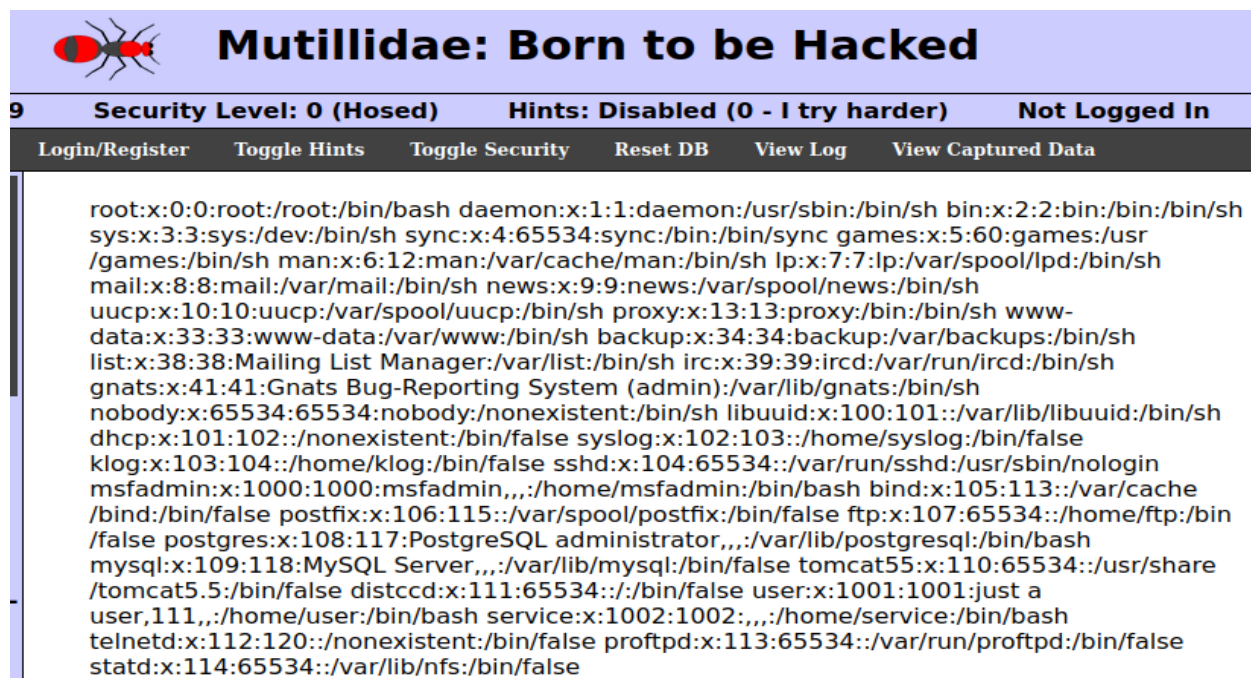 Mutillidae: Born to be Hacked
9 Security Level: 0 (Hosed) Hints: Disabled (0 - I try harder) Not Logged In
Login/Register Toggle Hints Toggle Security Reset DB View Log View Captured Data
root:x:0:0:root:/root:/bin/bash daemon:x:1:1:daemon:/usr/sbin:/bin/sh bin:x:2:2:bin:/bin:/bin/sh
sys:x:3:3:sys:/dev:/bin/sh sync:x:4:65534:sync:/bin:/bin/sync games:x:5:60:games:/usr
/games:/bin/sh man:x:6:12:man:/var/cache/man:/bin/sh lp:x:7:7:lp:/var/spool/lpd:/bin/sh
mail:x:8:8:mail:/var/mail:/bin/sh news:x:9:9:news:/var/spool/news:/bin/sh
uucp:x:10:10:uucp:/var/spool/uucp:/bin/sh proxy:x:13:13:proxy:/bin:/bin/sh www-
data:x:33:33:www-data:/var/www:/bin/sh backup:x:34:34:backup:/var/backups:/bin/sh
list:x:38:38:Mailing List Manager:/var/list:/bin/sh irc:x:39:39:ircd:/var/run/ircd:/bin/sh
gnats:x:41:41:Gnats Bug-Reporting System (admin):/var/lib/gnats:/bin/sh
nobody:x:65534:65534:nobody:/nonexistent:/bin/sh libuuid:x:100:101::/var/lib/libuuid:/bin/sh
dhcp:x:101:102::/nonexistent:/bin/false syslog:x:102:103::/home/syslog:/bin/false
klog:x:103:104::/home/klog:/bin/false sshd:x:104:65534::/var/run/sshd:/usr/sbin/nologin
msfadmin:x:1000:1000:msfadmin,,,:/home/msfadmin:/bin/bash bind:x:105:113::/var/cache
/bind:/bin/false postfix:x:106:115::/var/spool/postfix:/bin/false ftp:x:107:65534::/home/ftp:/bin
/false postgres:x:108:117:PostgreSQL administrator,,,:/var/lib/postgresql:/bin/bash
mysql:x:109:118:MySQL Server,,,:/var/lib/mysql:/bin/false tomcat55:x:110:65534::/usr/share
/tomcat5.5:/bin/false distccd:x:111:65534::/:/bin/false user:x:1001:1001:just a
user,111,,:/home/user:/bin/bash service:x:1002:1002:,,,:/home/service:/bin/bash
telnetd:x:112:120::/nonexistent:/bin/false proftpd:x:113:65534::/var/run/proftpd:/bin/false
statd:x:114:65534::/var/lib/nfs:/bin/false